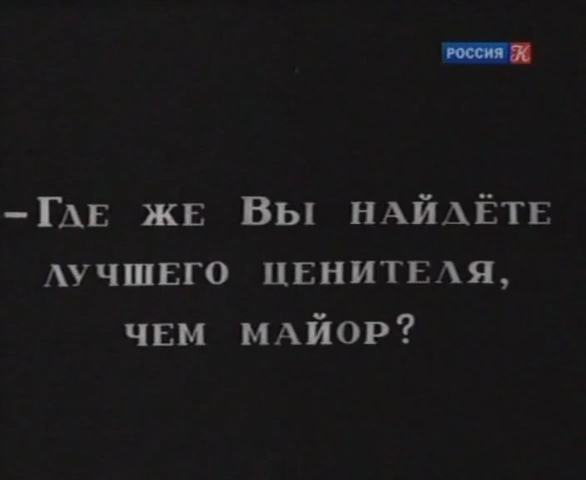 РОССИЯ К
– Где же Вы найдёте
лучшего ценителя,
чем майор?